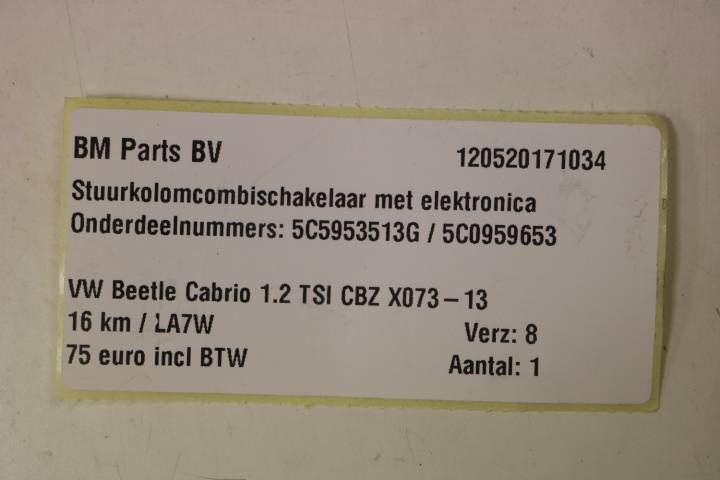 BM Parts BV 120520171034
Stuurkolomcombischakelaar met elektronica
Onderdeelnummers: 5C5953513G / 5C0959653
VW Beetle Cabrio 1.2 TSI CBZ X073-13
16 km / LA7W Verz: 8
75 euro incl BTW Aantal: 1